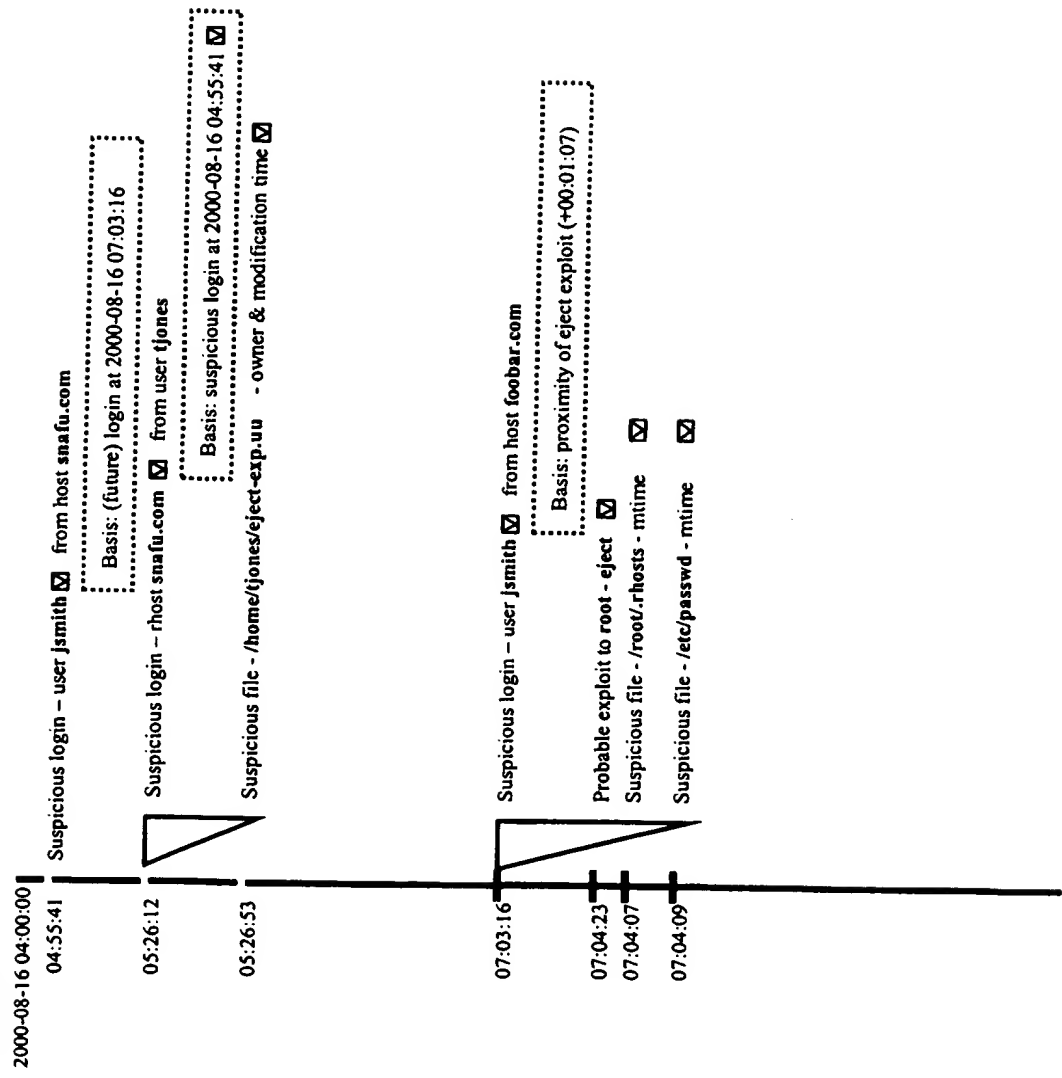 2000-08-16 04:00:00
04:55:41
Suspicious login – user jsmith ☑ from host snafu.com
Basis: (future) login at 2000-08-16 07:03:16
05:26:12
Suspicious login – rhost snafu.com ☑ from user tjones
Basis: suspicious login at 2000-08-16 04:55:41 ☑
05:26:53
Suspicious file - /home/tjones/eject-exp.uu - owner & modification time ☑
07:03:16
Suspicious login – user jsmith ☑ from host foobar.com
Basis: proximity of eject exploit (+00:01:07)
07:04:23
Probable exploit to root - eject ☑
07:04:07
Suspicious file - /root/.rhosts - mtime ☑
07:04:09
Suspicious file - /etc/passwd - mtime ☑